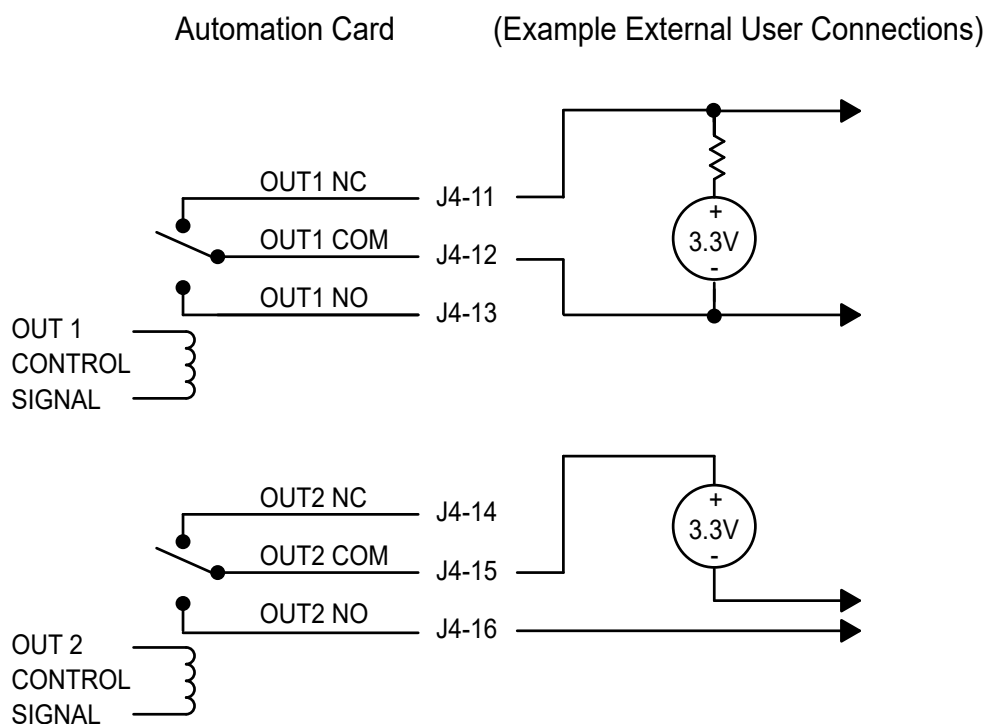 Automation Card (Example External User Connections)
OUT1 NC J4-11
OUT1 COM J4-12
OUT1 NO J4-13
+
3.3V
-
OUT 1
CONTROL
SIGNAL
OUT2 NC J4-14
OUT2 COM J4-15
OUT2 NO J4-16
+
3.3V
-
OUT 2
CONTROL
SIGNAL